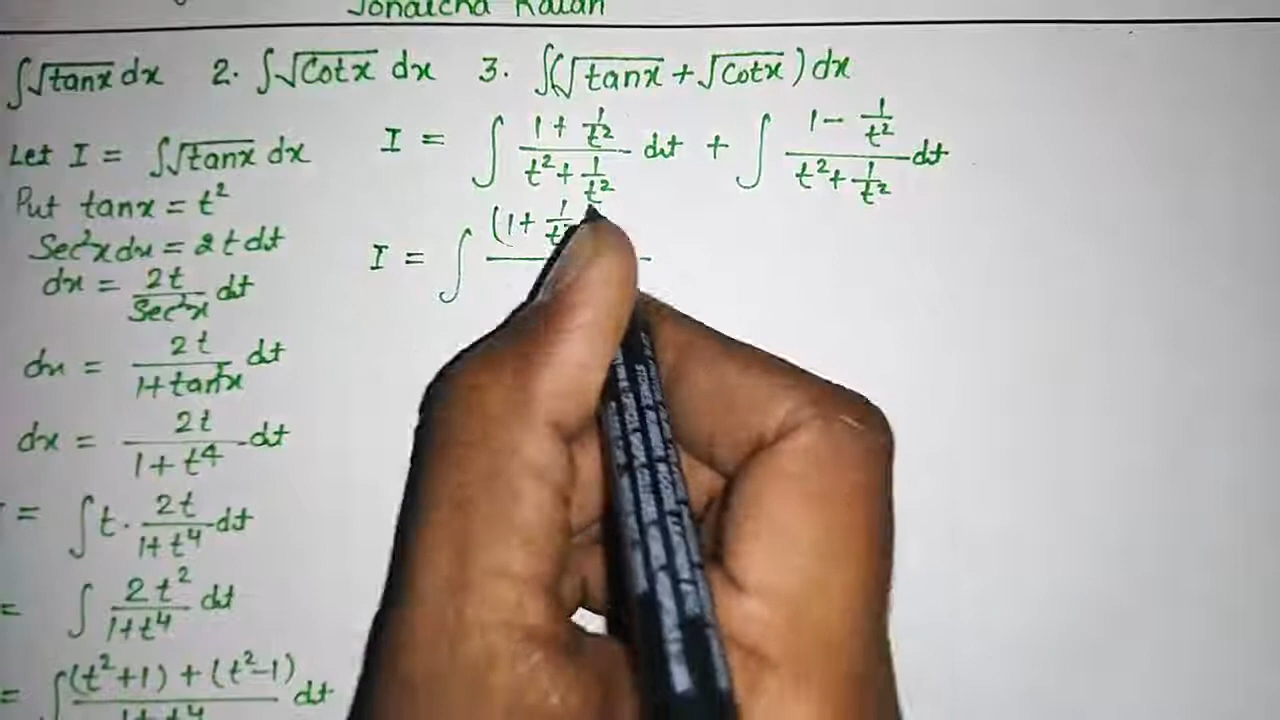 ∫√tanx dx 2. ∫√Cotx dx 3. ∫(√tanx + √Cotx) dx
Let I = ∫√tanx dx
Put tanx = t²
Sec²x dx = 2t dt
dx = 2t/Sec²x dt
dx = 2t/1+tan²x dt
dx = 2t/1+t⁴ dt
= ∫t · 2t/1+t⁴ dt
= ∫ 2t²/1+t⁴ dt
= ∫(t²+1) + (t²-1)/1+t⁴ dt
I = ∫ 1 + 1/t² / t² + 1/t² dt + ∫ 1 - 1/t² / t² + 1/t² dt
I = ∫ (1 + 1/t²